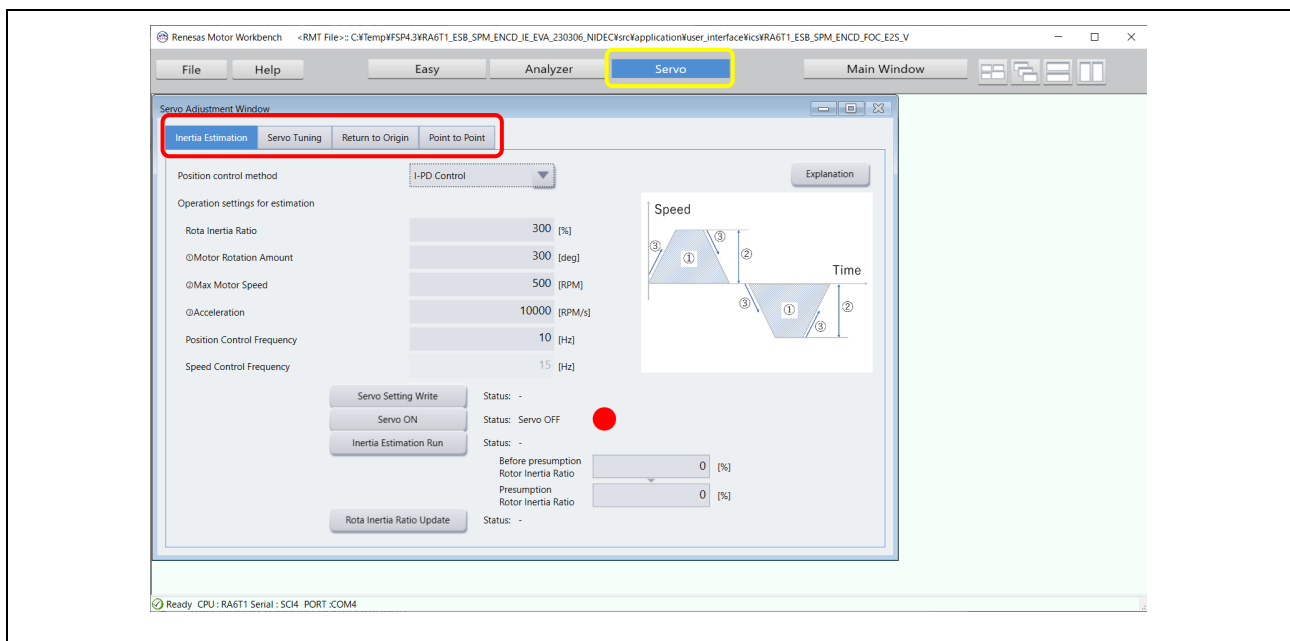 Renesas Motor Workbench <RMT File>:: C:¥Temp¥FSP4.3¥RA6T1_ESB_SPM_ENCD_IE_EVA_230306_NIDEC¥src¥application¥user_interface¥ics¥RA6T1_ESB_SPM_ENCD_FOC_E2S_V
File Help Easy Analyzer Servo Main Window
Servo Adjustment Window
Inertia Estimation Servo Tuning Return to Origin Point to Point
Position control method I-PD Control Explanation
Operation settings for estimation
Rota Inertia Ratio 300 [%]
①Motor Rotation Amount 300 [deg]
②Max Motor Speed 500 [RPM]
①Acceleration 10000 [RPM/s]
Position Control Frequency 10 [Hz]
Speed Control Frequency 15 [Hz]
Speed
③ ① ③ ②
Time
③ ① ③ ②
Servo Setting Write Status: -
Servo ON Status: Servo OFF
Inertia Estimation Run Status: -
Before presumption
Rotor Inertia Ratio 0 [%]
Presumption
Rotor Inertia Ratio 0 [%]
Rota Inertia Ratio Update Status: -
Ready CPU : RA6T1 Serial : SCI4 PORT :COM4